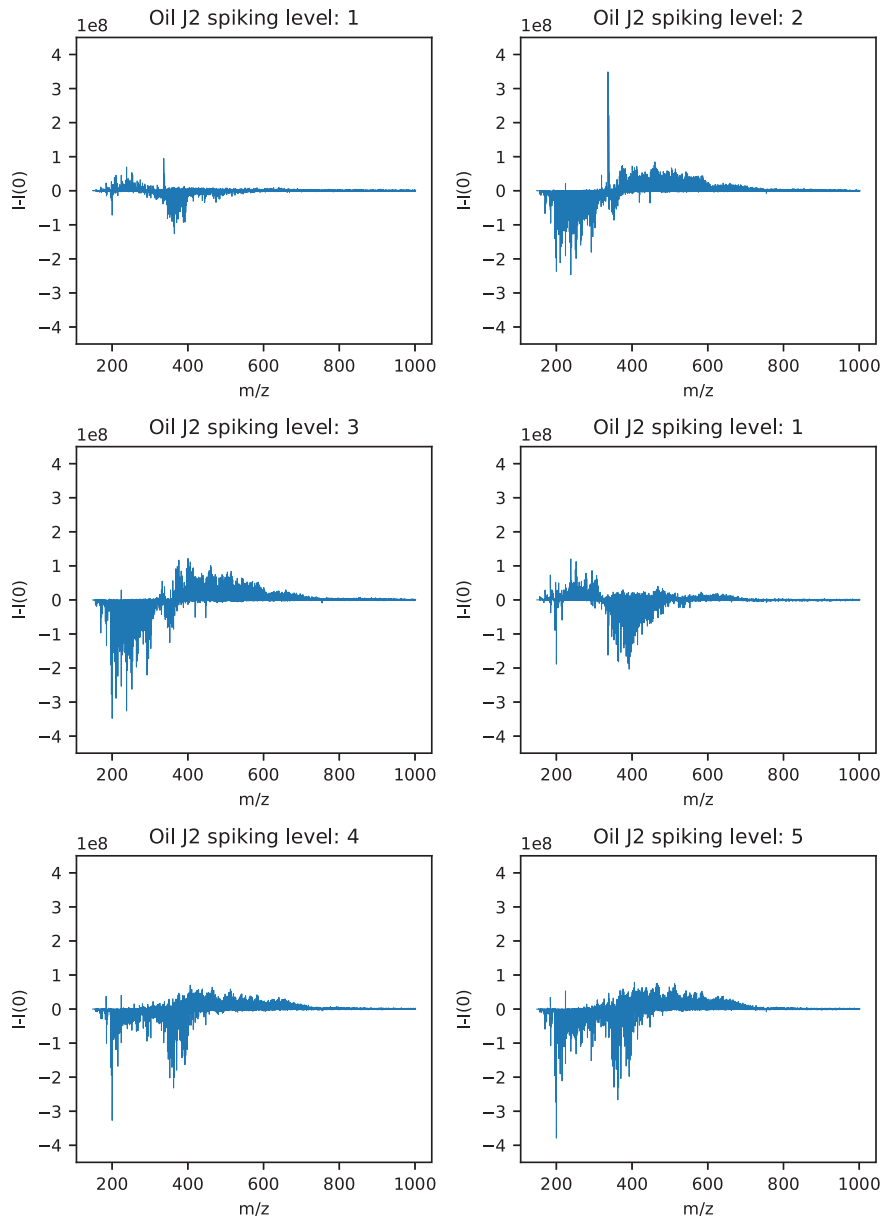 Oil J2 spiking level: 1
1e8
4
3
2
1
0
−1
−2
−3
−4
I-I(0)
200 400 600 800 1000
m/z
Oil J2 spiking level: 2
1e8
4
3
2
1
0
−1
−2
−3
−4
I-I(0)
200 400 600 800 1000
m/z
Oil J2 spiking level: 3
1e8
4
3
2
1
0
−1
−2
−3
−4
I-I(0)
200 400 600 800 1000
m/z
Oil J2 spiking level: 1
1e8
4
3
2
1
0
−1
−2
−3
−4
I-I(0)
200 400 600 800 1000
m/z
Oil J2 spiking level: 4
1e8
4
3
2
1
0
−1
−2
−3
−4
I-I(0)
200 400 600 800 1000
m/z
Oil J2 spiking level: 5
1e8
4
3
2
1
0
−1
−2
−3
−4
I-I(0)
200 400 600 800 1000
m/z